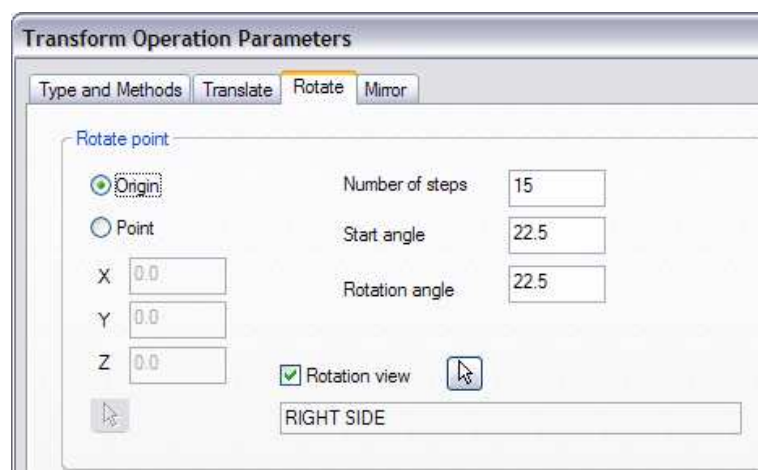 Transform Operation Parameters
Type and Methods Translate Rotate Mirror
Rotate point
Origin
Point
X 0.0
Y 0.0
Z 0.0
Number of steps 15
Start angle 22.5
Rotation angle 22.5
Rotation view
RIGHT SIDE